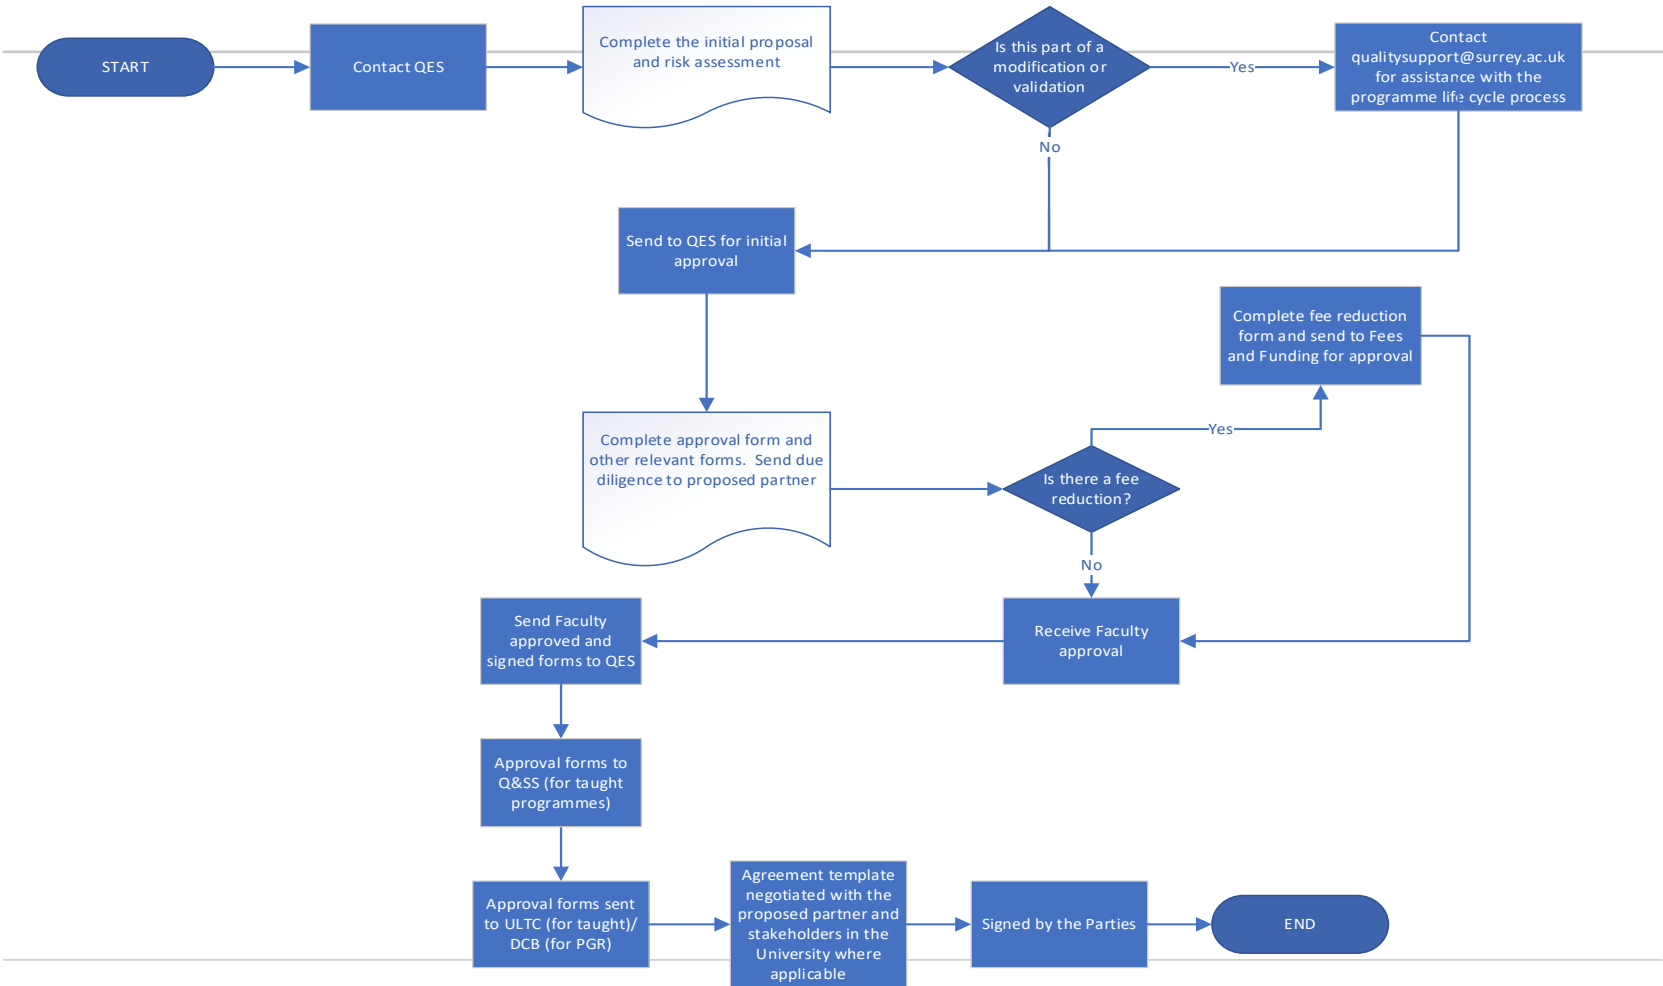 START
Contact QES
Complete the initial proposal
and risk assessment
Is this part of a
modification or
validation
Yes
Contact
qualitysupport@surrey.ac.uk
for assistance with the
programme life cycle process
No
Send to QES for initial
approval
Complete fee reduction
form and send to Fees
and Funding for approval
Yes
Complete approval form and
other relevant forms.  Send due
diligence to proposed partner
Is there a fee
reduction?
No
Receive Faculty
approval
Send Faculty
approved and
signed forms to QES
Approval forms to
Q&SS (for taught
programmes)
Approval forms sent
to ULTC (for taught)/
DCB (for PGR)
Agreement template
negotiated with the
proposed partner and
stakeholders in the
University where
applicable
Signed by the Parties
END